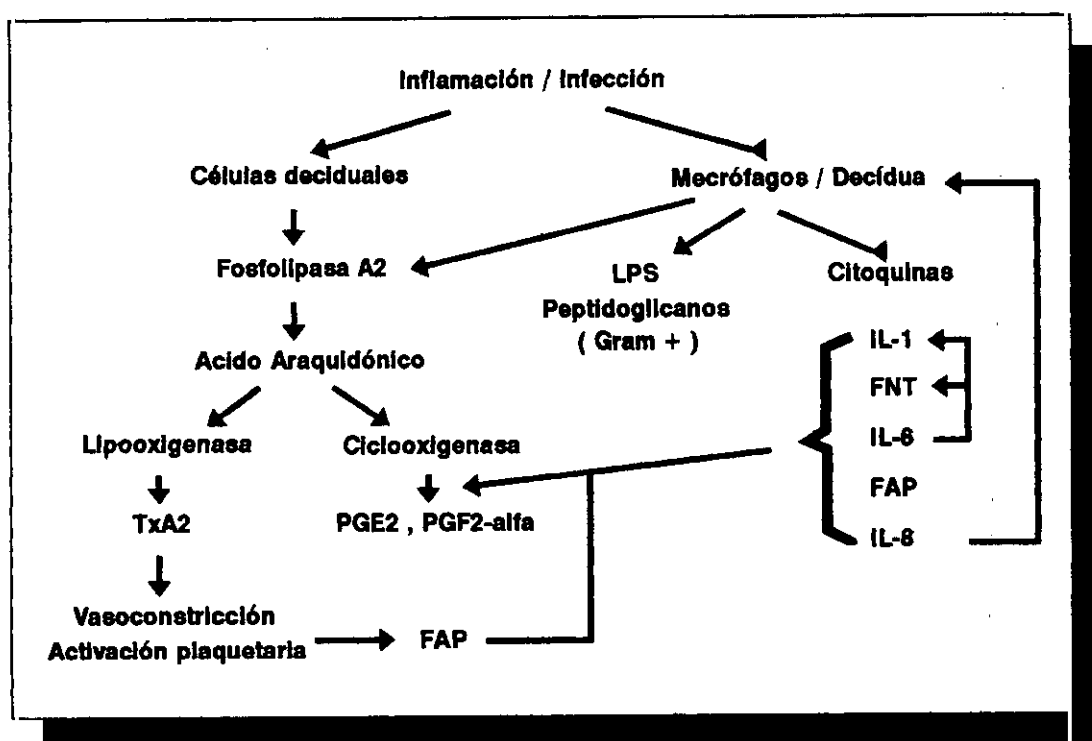 Inflamación / Infección
Células deciduales
Mecrófagos / Decídua
Fosfolipasa A2
LPS
Peptidoglicanos
( Gram + )
Citoquinas
Acido Araquidónico
IL-1
FNT
IL-6
FAP
IL-8
Lipooxigenasa
Ciclooxigenasa
TxA2
PGE2 , PGF2-alfa
Vasoconstricción
Activación plaquetaria
FAP